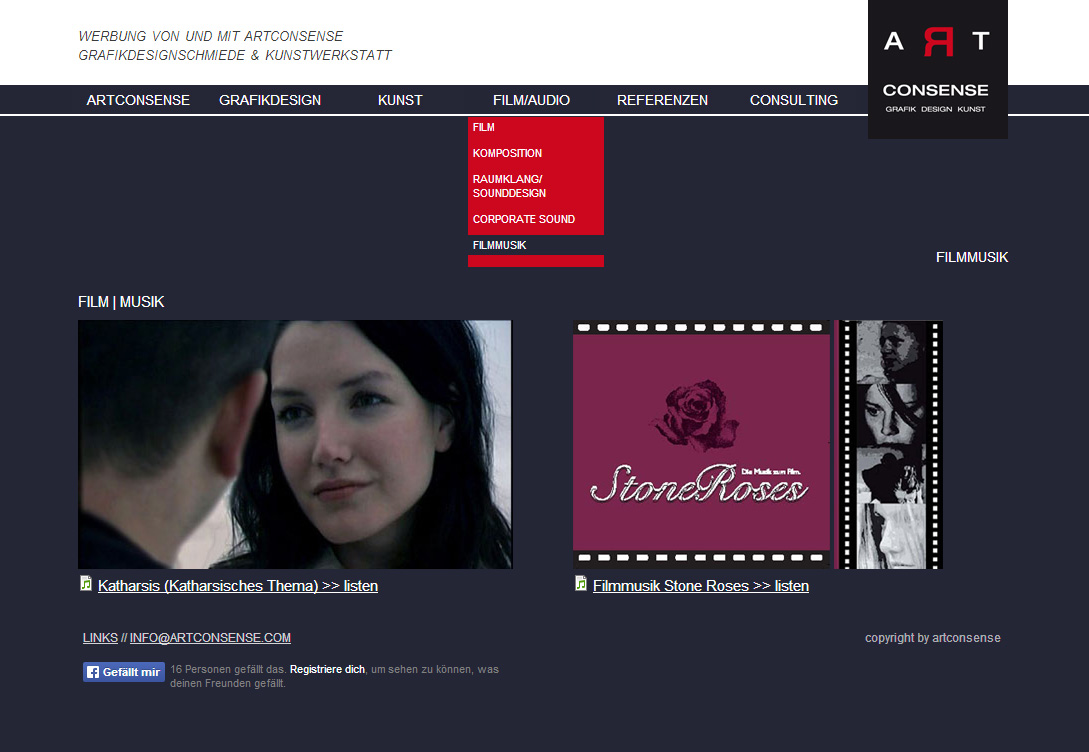 WERBUNG VON UND MIT ARTCONSENSE
GRAFIKDESIGNSCHMIEDE & KUNSTWERKSTATT
A Я T
CONSENSE
GRAFIK DESIGN KUNST
ARTCONSENSE GRAFIKDESIGN KUNST FILM/AUDIO REFERENZEN CONSULTING
FILM
KOMPOSITION
RAUMKLANG/
SOUNDDESIGN
CORPORATE SOUND
FILMMUSIK
FILMMUSIK
FILM | MUSIK
Die Musik zum Film.
StoneRoses
Katharsis (Katharsisches Thema) >> listen
Filmmusik Stone Roses >> listen
LINKS // INFO@ARTCONSENSE.COM
copyright by artconsense
Gefällt mir
16 Personen gefällt das. Registriere dich, um sehen zu können, was
deinen Freunden gefällt.